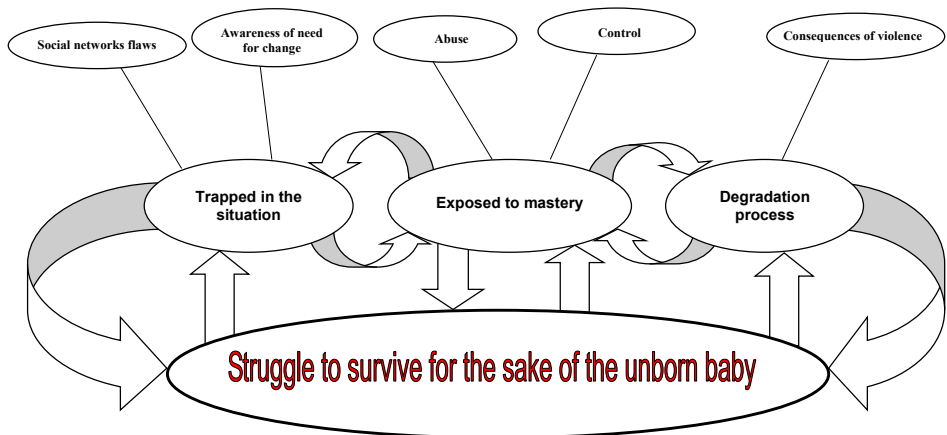 Social networks flaws
Awareness of need
for change
Abuse
Control
Consequences of violence
Trapped in the
situation
Exposed to mastery
Degradation
process
Struggle to survive for the sake of the unborn baby